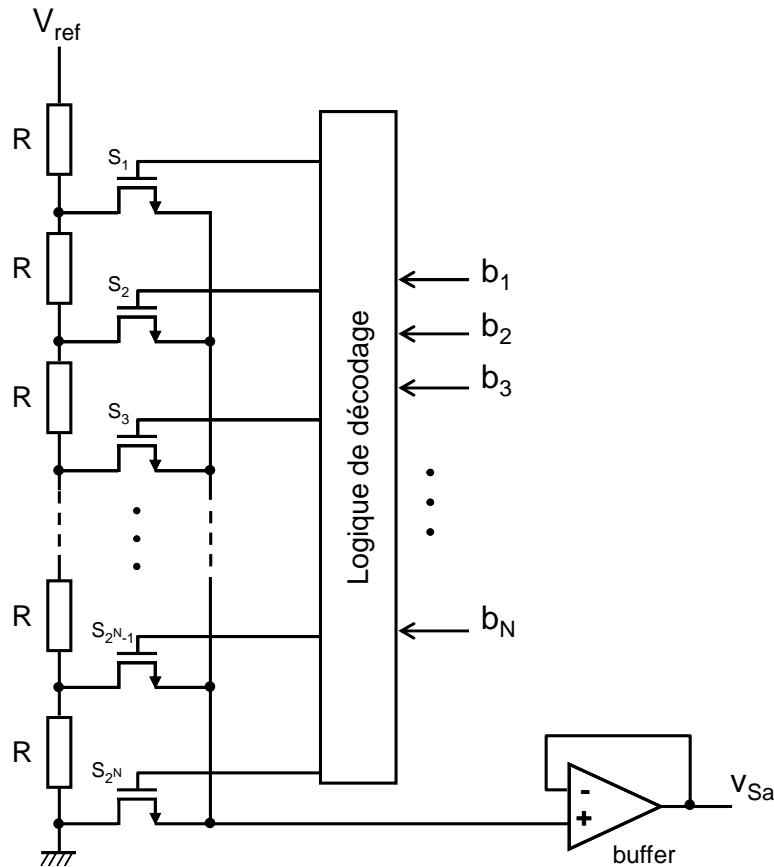 V_ref
R
S_1
R
S_2
b_1
b_2
R
S_3
b_3
Logique de décodage
R
S_2^N-1
b_N
R
S_2^N
-
+
v_Sa
buffer